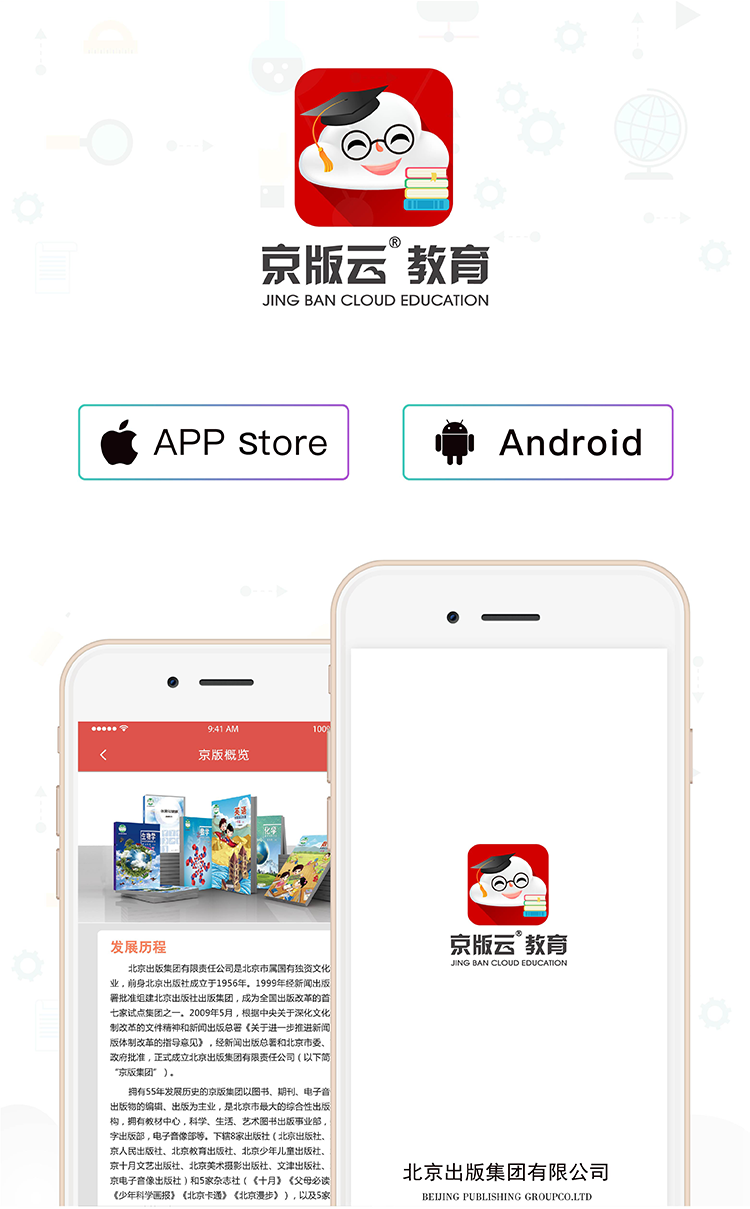 京版云®教育
JING BAN CLOUD EDUCATION
APP Store
Android
9:41 AM
100%
京版概览
生物学
数学
英语
化学
发展历程
北京出版集团有限责任公司是北京市属国有独资文化
业，前身北京出版社成立于1956年。1999年经新闻出版
署批准组建北京出版社出版集团，成为全国出版改革的首
七家试点集团之一。2009年5月，根据中央关于深化文化
制改革的文件精神和新闻出版总署《关于进一步推进新闻
版体制改革的指导意见》，经新闻出版总署和北京市委、
政府批准，正式成立北京出版集团有限责任公司（以下简
“京版集团”）。
拥有55年发展历史的京版集团以图书、期刊、电子音
出版物的编辑、出版为主业，是北京市最大的综合性出版
构，拥有教材中心，科学、生活、艺术图书出版事业部，
字出版部，电子音像部等。下辖8家出版社（北京出版社、
京人民出版社、北京教育出版社、北京少年儿童出版社、
京十月文艺出版社、北京美术摄影出版社、文津出版社、
京电子音像出版社）和5家杂志社（《十月》《父母必读
《少年科学画报》《北京卡通》《北京漫步》），以及5家
京版云®教育
JING BAN CLOUD EDUCATION
北京出版集团有限公司
BEIJING PUBLISHING GROUPCO.LTD